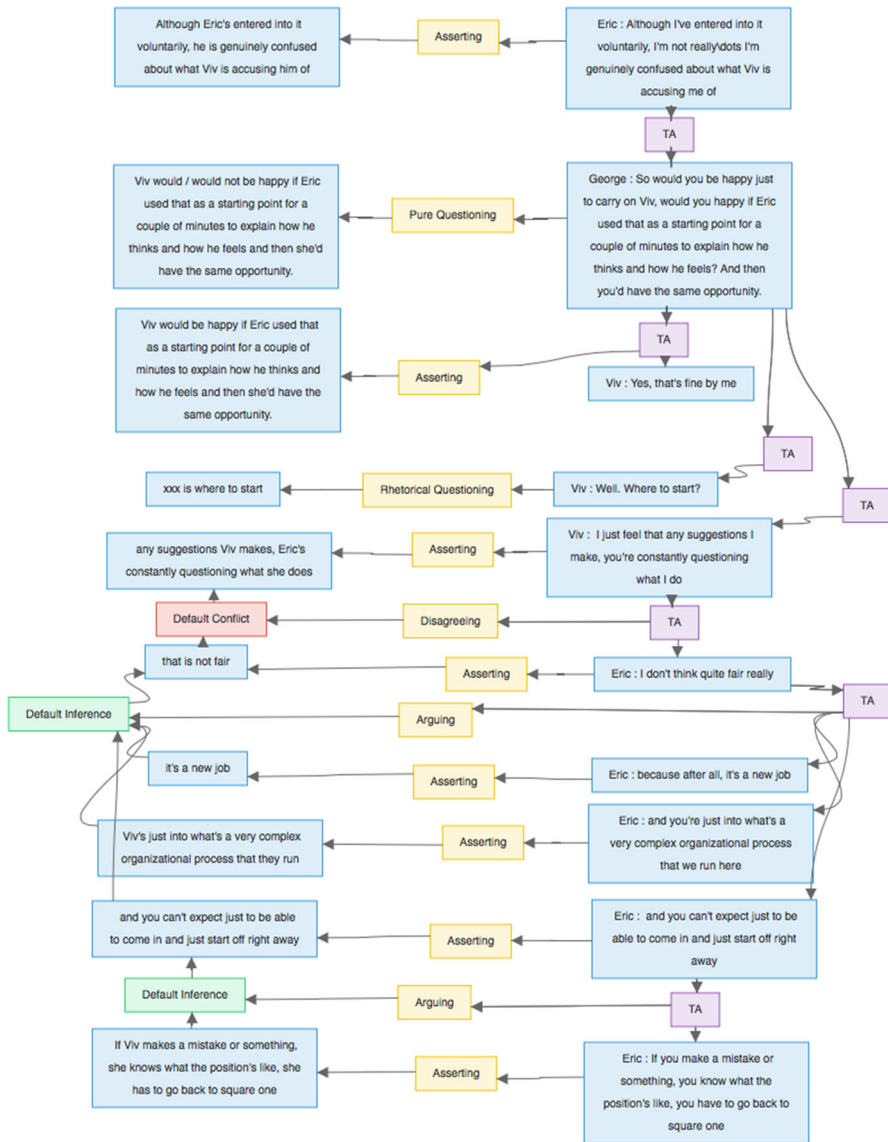 Although Eric's entered into it
voluntarily, he is genuinely confused
about what Viv is accusing him of
Asserting
Eric : Although I've entered into it
voluntarily, I'm not really\dots I'm
genuinely confused about what Viv is
accusing me of
TA
Viv would / would not be happy if Eric
used that as a starting point for a
couple of minutes to explain how he
thinks and how he feels and then she'd
have the same opportunity.
Pure Questioning
George : So would you be happy just
to carry on Viv, would you happy if Eric
used that as a starting point for a
couple of minutes to explain how he
thinks and how he feels? And then
you'd have the same opportunity.
Viv would be happy if Eric used that
as a starting point for a couple of
minutes to explain how he thinks and
how he feels and then she'd have the
same opportunity.
Asserting
TA
Viv : Yes, that's fine by me
TA
xxx is where to start
Rhetorical Questioning
Viv : Well. Where to start?
TA
any suggestions Viv makes, Eric's
constantly questioning what she does
Asserting
Viv :  I just feel that any suggestions I
make, you're constantly questioning
what I do
Default Conflict
Disagreeing
TA
that is not fair
Asserting
Eric : I don't think quite fair really
TA
Default Inference
Arguing
it's a new job
Asserting
Eric : because after all, it's a new job
Viv's just into what's a very complex
organizational process that they run
Asserting
Eric : and you're just into what's a
very complex organizational process
that we run here
and you can't expect just to be able
to come in and just start off right away
Asserting
Eric :  and you can't expect just to be
able to come in and just start off right
away
Default Inference
Arguing
TA
If Viv makes a mistake or something,
she knows what the position's like, she
has to go back to square one
Asserting
Eric : If you make a mistake or
something, you know what the
position's like, you have to go back to
square one